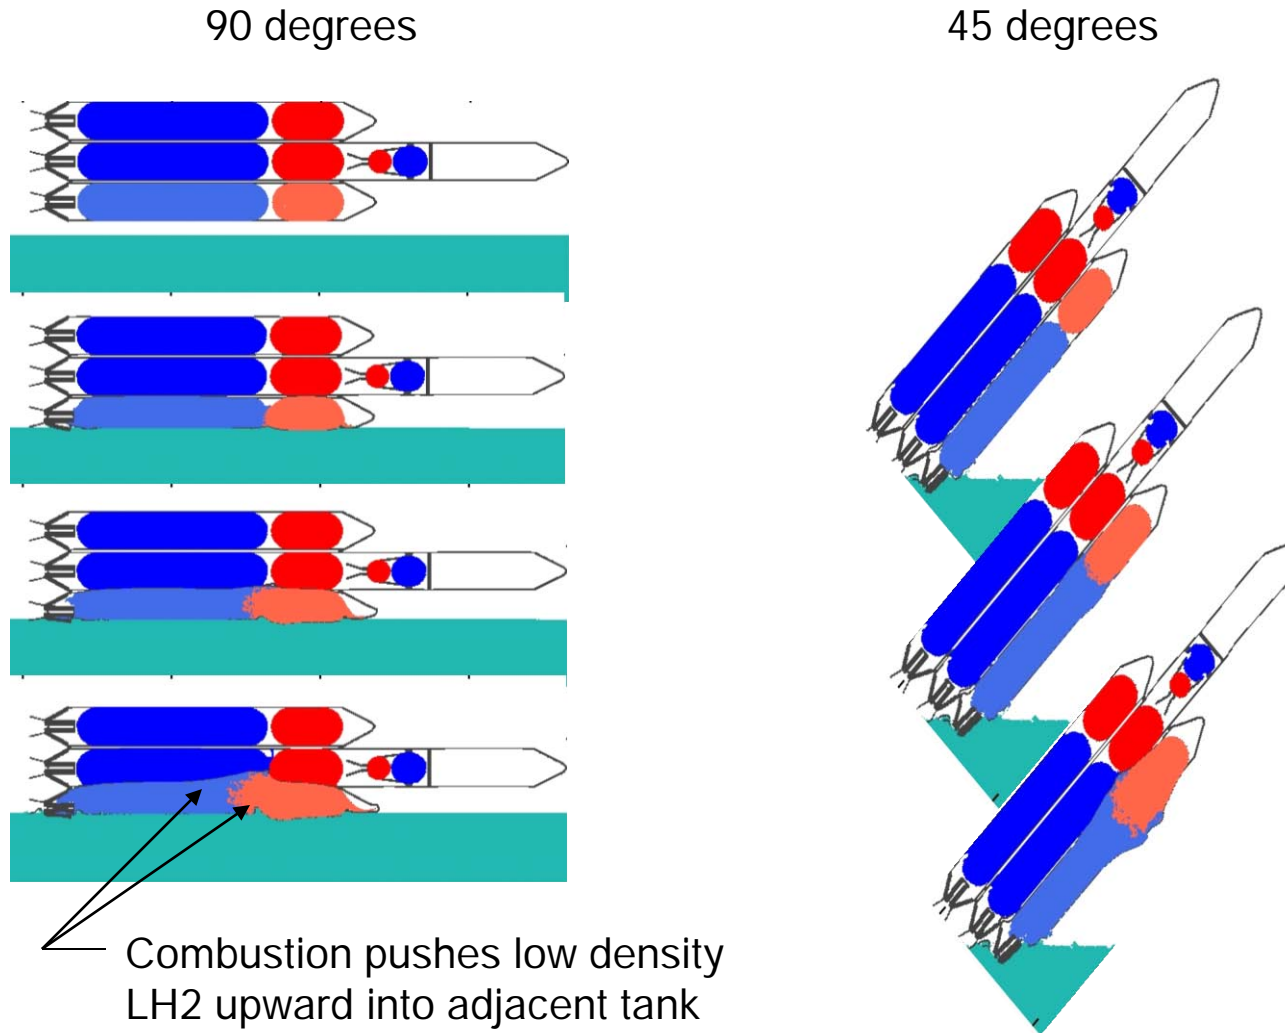 90 degrees
45 degrees
Combustion pushes low density
LH2 upward into adjacent tank